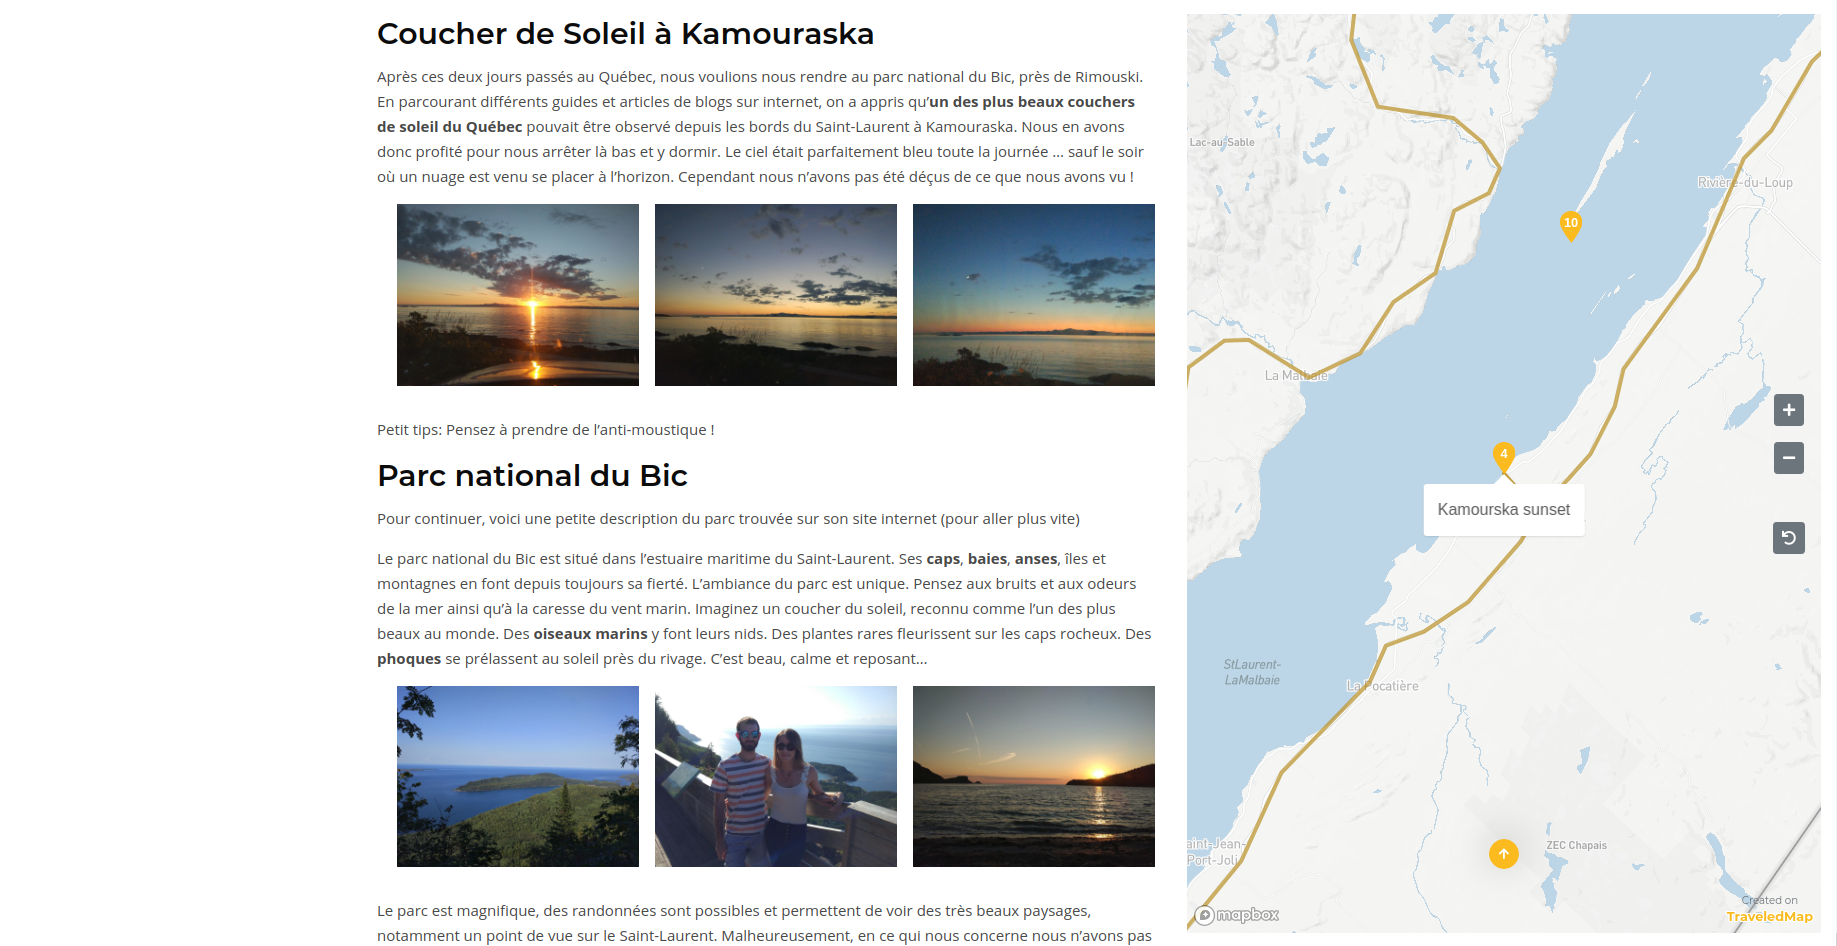 Coucher de Soleil à Kamouraska
Après ces deux jours passés au Québec, nous voulions nous rendre au parc national du Bic, près de Rimouski.
En parcourant différents guides et articles de blogs sur internet, on a appris qu’un des plus beaux couchers
de soleil du Québec pouvait être observé depuis les bords du Saint-Laurent à Kamouraska. Nous en avons
donc profité pour nous arrêter là bas et y dormir. Le ciel était parfaitement bleu toute la journée … sauf le soir
où un nuage est venu se placer à l’horizon. Cependant nous n’avons pas été déçus de ce que nous avons vu !
Petit tips: Pensez à prendre de l’anti-moustique !
Parc national du Bic
Pour continuer, voici une petite description du parc trouvée sur son site internet (pour aller plus vite)
Le parc national du Bic est situé dans l’estuaire maritime du Saint-Laurent. Ses caps, baies, anses, îles et
montagnes en font depuis toujours sa fierté. L’ambiance du parc est unique. Pensez aux bruits et aux odeurs
de la mer ainsi qu’à la caresse du vent marin. Imaginez un coucher du soleil, reconnu comme l’un des plus
beaux au monde. Des oiseaux marins y font leurs nids. Des plantes rares fleurissent sur les caps rocheux. Des
phoques se prélassent au soleil près du rivage. C’est beau, calme et reposant…
Le parc est magnifique, des randonnées sont possibles et permettent de voir des très beaux paysages,
notamment un point de vue sur le Saint-Laurent. Malheureusement, en ce qui nous concerne nous n’avons pas
Lac-au-Sable
Rivière-du-Loup
10
La Malbaie
4
Kamourska sunset
StLaurent-
LaMalbaie
La Pocatière
aint-Jean-
Port-Joli
ZEC Chapais
mapbox
Created on
TraveledMap